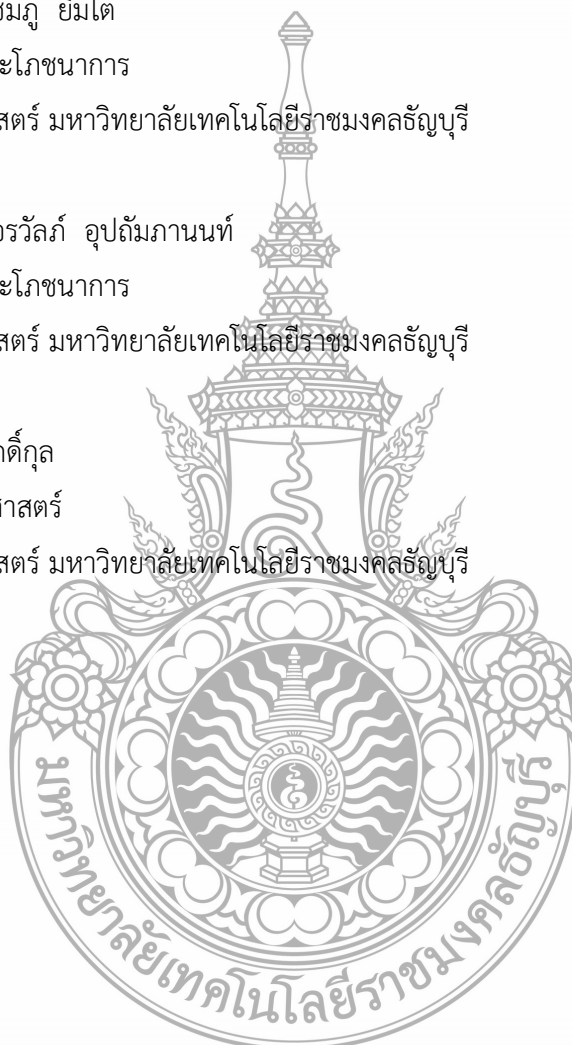 ชมภู ยิ้มโต
ะโภชนาการ
สตร์ มหาวิทยาลัยเทคโนโลยีราชมงคลธัญบุรี
อรวัลภ์ อุปถัมภานนท์
ะโภชนาการ
สตร์ มหาวิทยาลัยเทคโนโลยีราชมงคลธัญบุรี
าดิ์กุล
ศาสตร์
สตร์ มหาวิทยาลัยเทคโนโลยีราชมงคลธัญบุรี
มหาวิทยาลัยเทคโนโลยีราชมงคลธัญบุรี